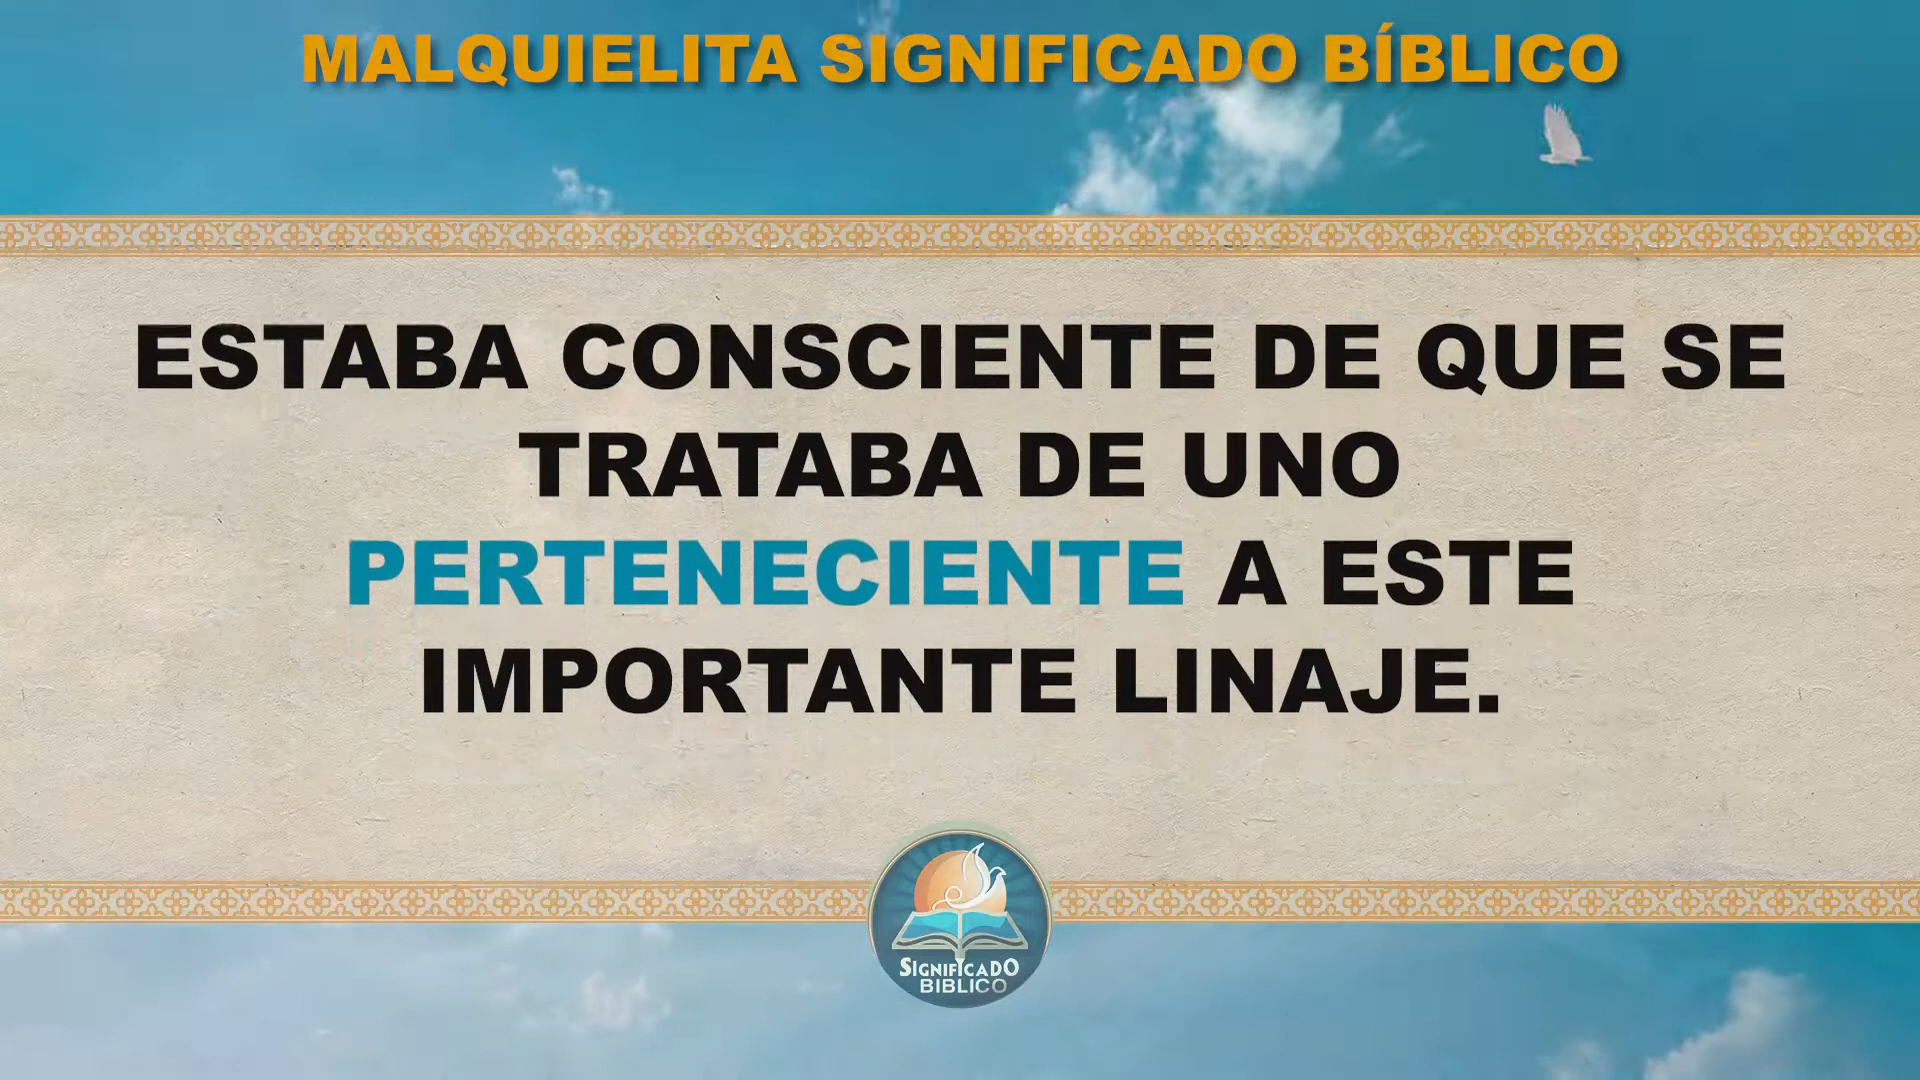 MALQUIELITA SIGNIFICADO BÍBLICO
ESTABA CONSCIENTE DE QUE SE
TRATABA DE UNO
PERTENECIENTE A ESTE
IMPORTANTE LINAJE.
SIGNIFICADO
BIBLICO